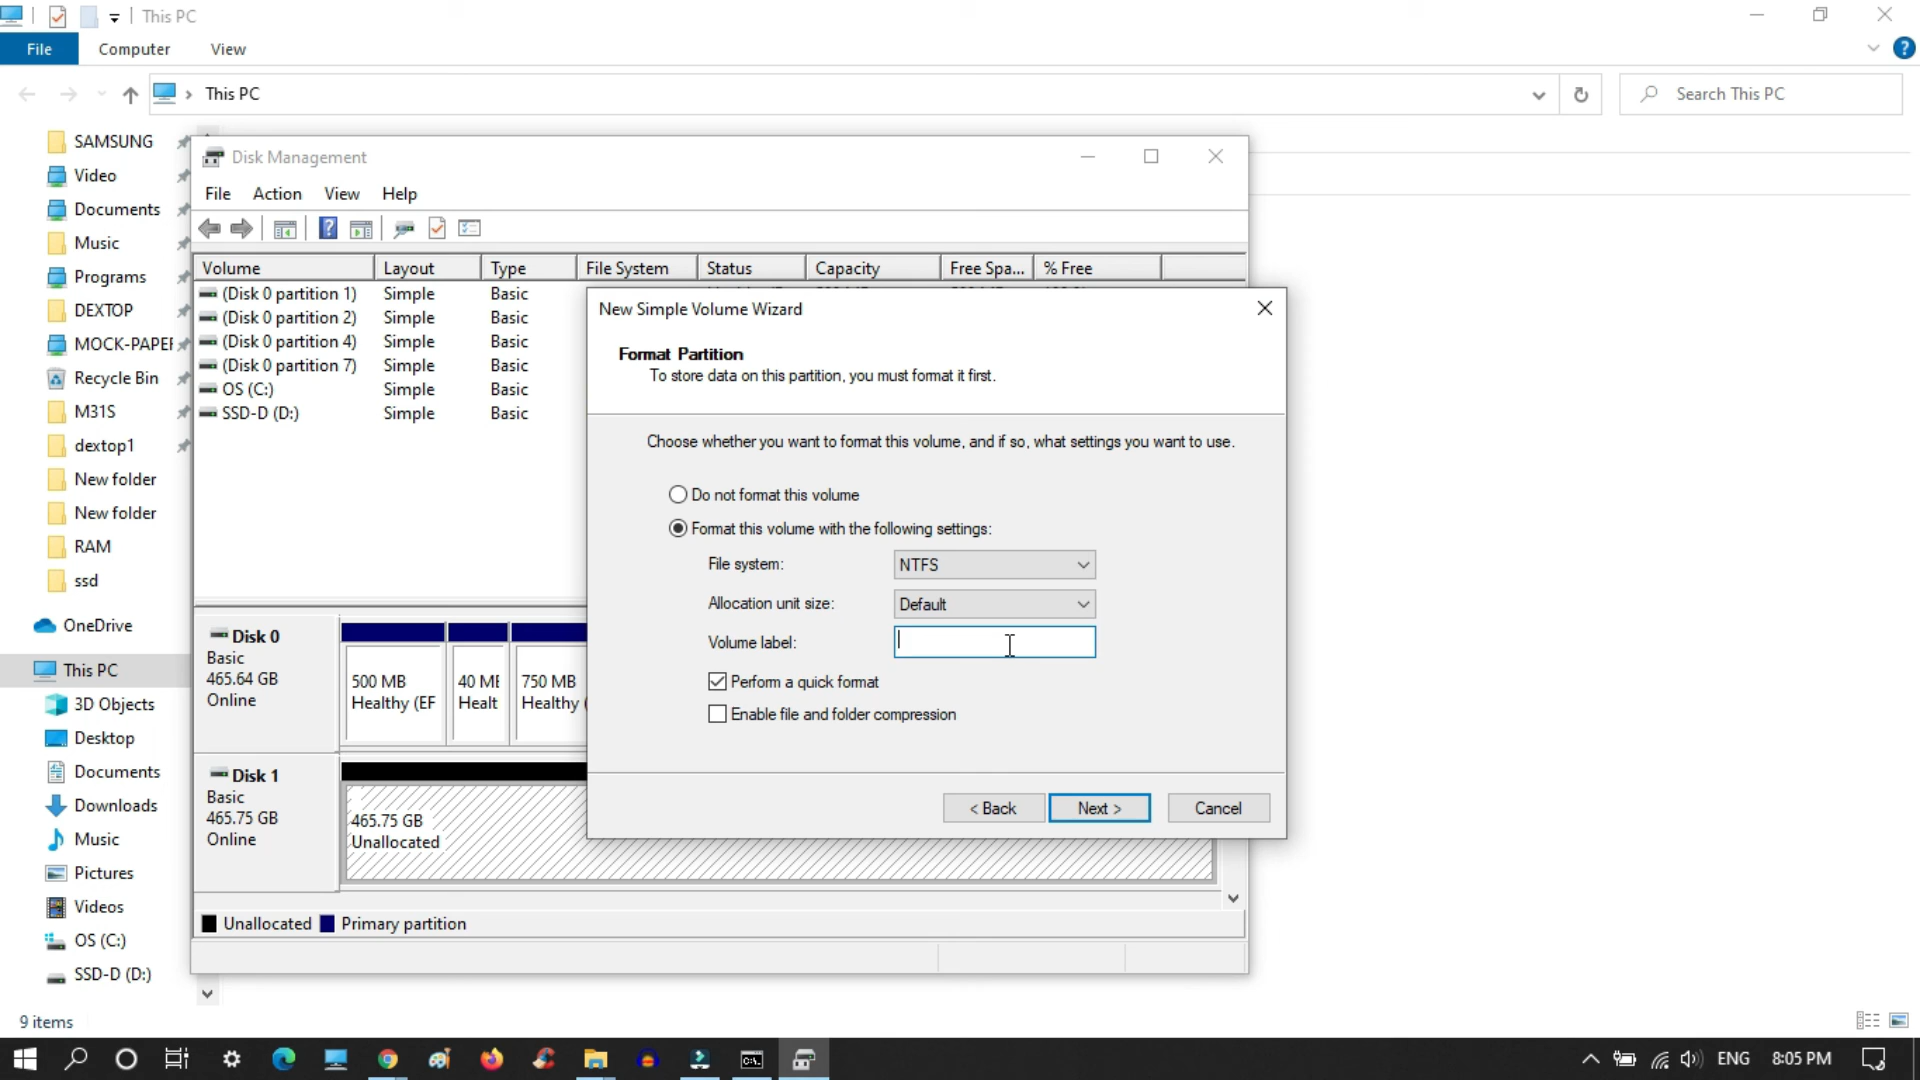 This PC
File
Computer
View
This PC
Search This PC
SAMSUNG
Video
Documents
Music
Programs
DEXTOP
MOCK-PAPER
Recycle Bin
M31S
dextop1
New folder
New folder
RAM
ssd
OneDrive
This PC
3D Objects
Desktop
Documents
Downloads
Music
Pictures
Videos
OS (C:)
SSD-D (D:)
9 items
Disk Management
File Action View Help
Volume Layout Type File System Status Capacity Free Spa... % Free
(Disk 0 partition 1) Simple Basic
(Disk 0 partition 2) Simple Basic
(Disk 0 partition 4) Simple Basic
(Disk 0 partition 7) Simple Basic
OS (C:) Simple Basic
SSD-D (D:) Simple Basic
Disk 0
Basic
465.64 GB
Online
500 MB
Healthy (EF
40 ME
Healt
750 MB
Healthy (
Disk 1
Basic
465.75 GB
Online
465.75 GB
Unallocated
Unallocated Primary partition
New Simple Volume Wizard
Format Partition
To store data on this partition, you must format it first.
Choose whether you want to format this volume, and if so, what settings you want to use.
Do not format this volume
Format this volume with the following settings:
File system: NTFS
Allocation unit size: Default
Volume label:
Perform a quick format
Enable file and folder compression
< Back Next > Cancel
ENG 8:05 PM